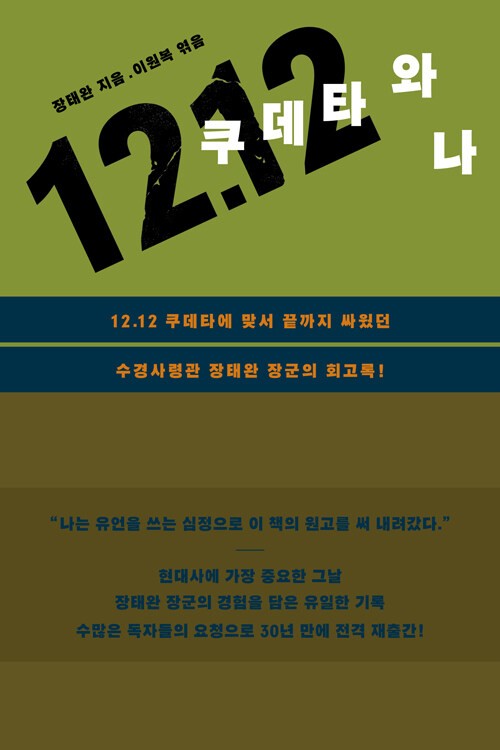 장태완 지음 . 이원복 엮음
12.12
쿠데타와
나
12.12 쿠데타에 맞서 끝까지 싸웠던
수경사령관 장태완 장군의 회고록!
“나는 유언을 쓰는 심정으로 이 책의 원고를 써 내려갔다.”
현대사에 가장 중요한 그날
장태완 장군의 경험을 담은 유일한 기록
수많은 독자들의 요청으로 30년 만에 전격 재출간!